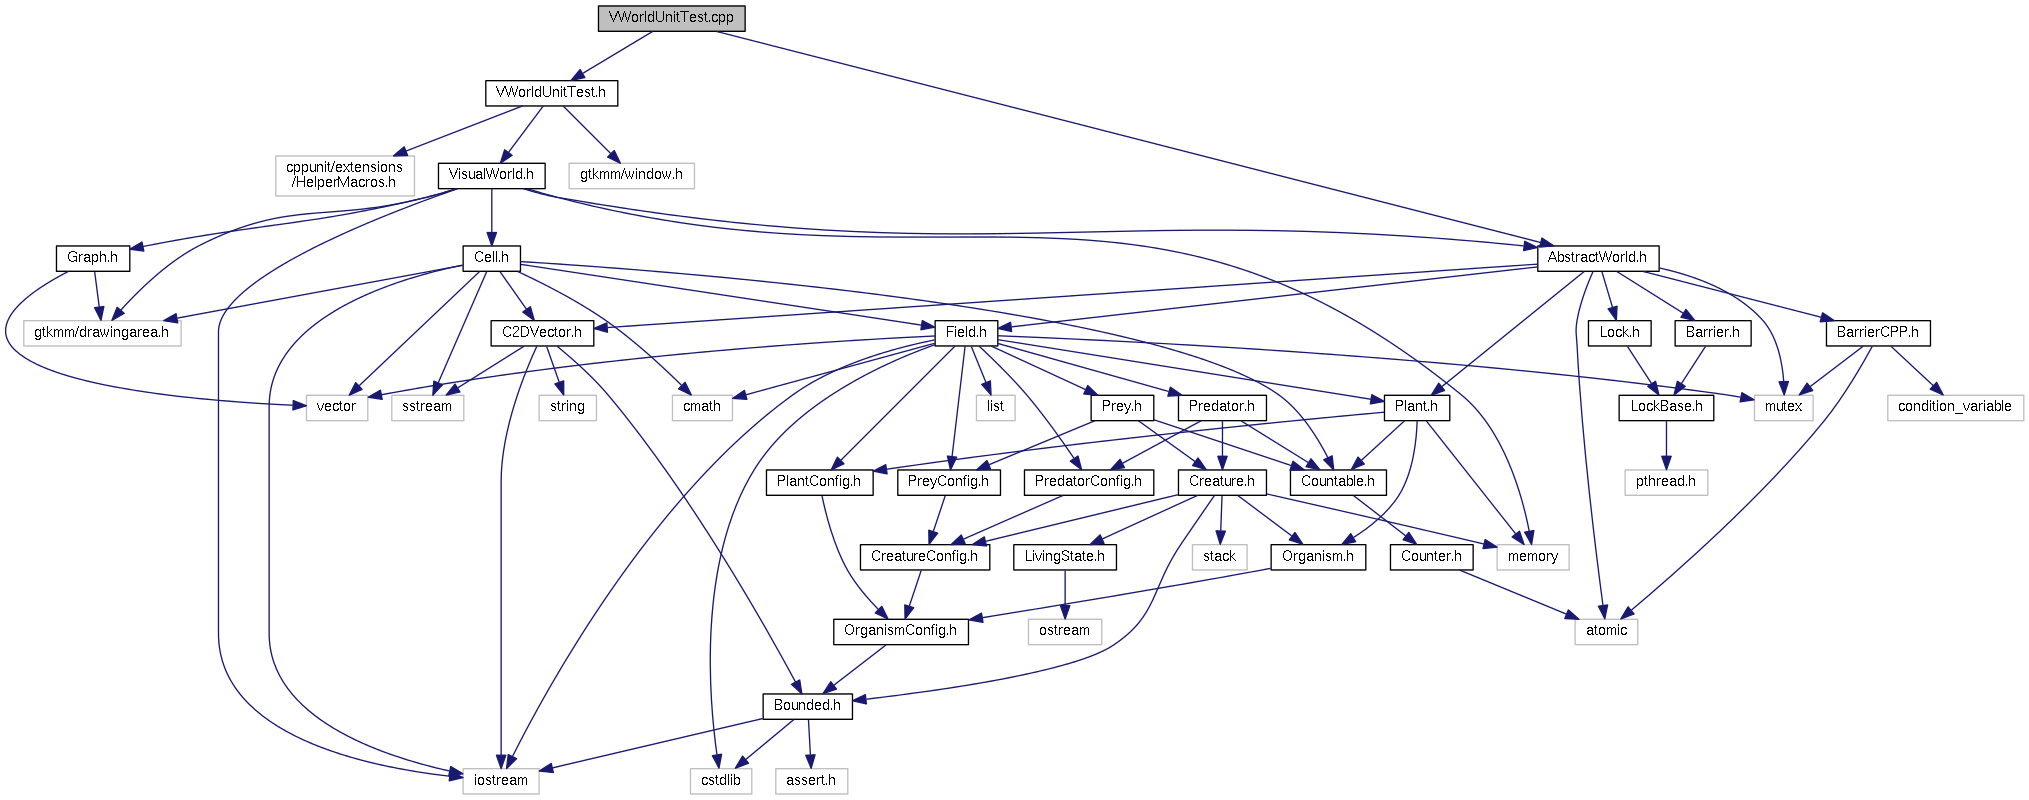 VWorldUnitTest.cpp
VWorldUnitTest.h
cppunit/extensions
/HelperMacros.h
VisualWorld.h
gtkmm/window.h
Graph.h
Cell.h
AbstractWorld.h
gtkmm/drawingarea.h
C2DVector.h
Field.h
Lock.h
Barrier.h
BarrierCPP.h
vector
sstream
string
cmath
list
Prey.h
Predator.h
Plant.h
LockBase.h
mutex
condition_variable
PlantConfig.h
PreyConfig.h
PredatorConfig.h
Creature.h
Countable.h
pthread.h
CreatureConfig.h
LivingState.h
stack
Organism.h
Counter.h
memory
OrganismConfig.h
ostream
atomic
Bounded.h
iostream
cstdlib
assert.h